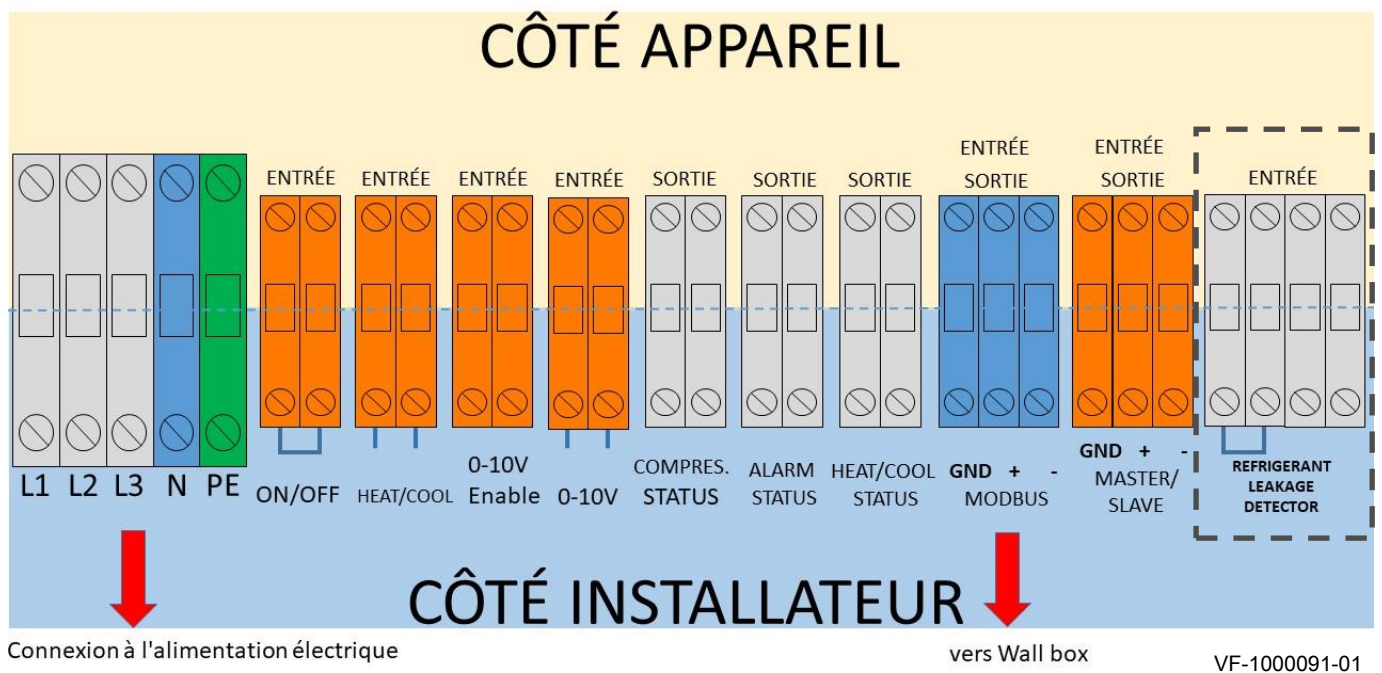 CÔTÉ APPAREIL
ENTRÉE
ENTRÉE
ENTRÉE
ENTRÉE
SORTIE
SORTIE
SORTIE
ENTRÉE
SORTIE
ENTRÉE
SORTIE
ENTRÉE
L1 L2 L3 N PE
ON/OFF
HEAT/COOL
0-10V
Enable
0-10V
COMPRES.
STATUS
ALARM
STATUS
HEAT/COOL
STATUS
GND + -
MODBUS
GND + -
MASTER/
SLAVE
REFRIGERANT
LEAKAGE
DETECTOR
CÔTÉ INSTALLATEUR
Connexion à l'alimentation électrique
vers Wall box
VF-1000091-01